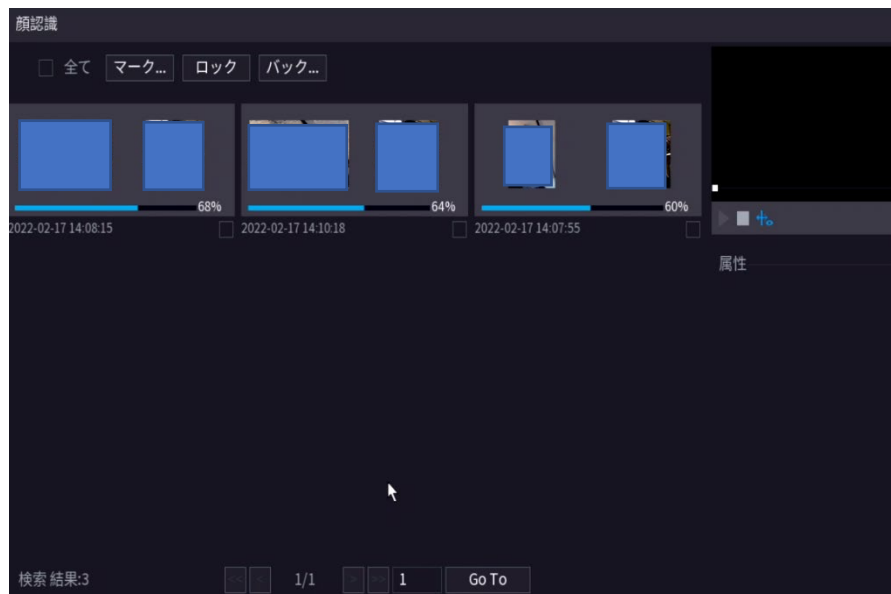 顔認識
全て マーク... ロック バック...
68% 64% 60%
2022-02-17 14:08:15 2022-02-17 14:10:18 2022-02-17 14:07:55
属性
検索 結果:3 << < 1/1 > >> 1 Go To